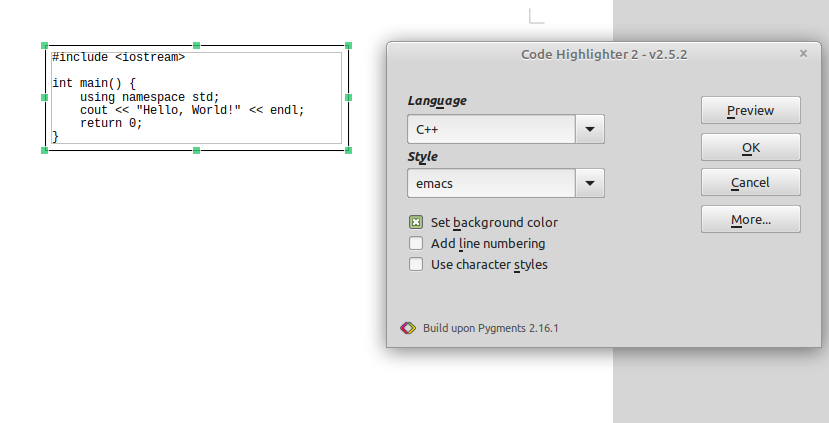 #include <iostream>
int main() {
    using namespace std;
    cout << "Hello, World!" << endl;
    return 0;
}
Code Highlighter 2 - v2.5.2
×
Language
C++
Style
emacs
Set background color
Add line numbering
Use character styles
Preview
OK
Cancel
More...
Build upon Pygments 2.16.1